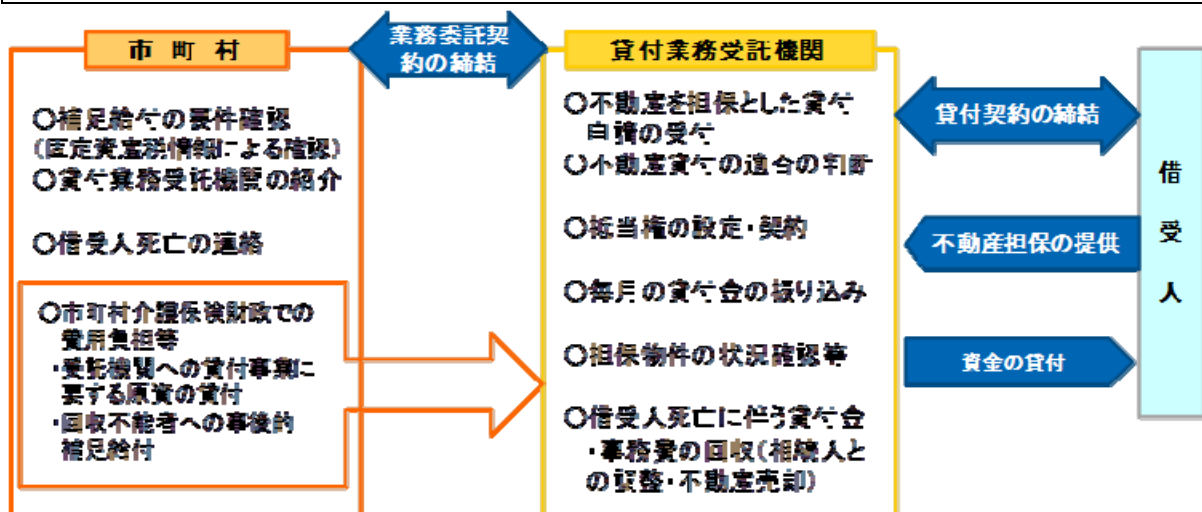 市町村
○補足給付の要件確認
(固定資産税情報による確認)
○貸付業務受託機関の紹介
○借受人死亡の連絡
○市町村介護保険財政での
費用負担等
・受託機関への貸付事業に
要する原資の貸付
・回収不能者への事後的
補足給付
業務委託契
約の締結
貸付業務受託機関
○不動産を担保とした貸付
申請の受付
○不動産貸付の適合の判断
○抵当権の設定・契約
○毎月の貸付金の振り込み
○担保物件の状況確認等
○借受人死亡に伴う貸付金
・事務費の回収(相続人と
の調整・不動産売却)
貸付契約の締結
不動産担保の提供
資金の貸付
借受人